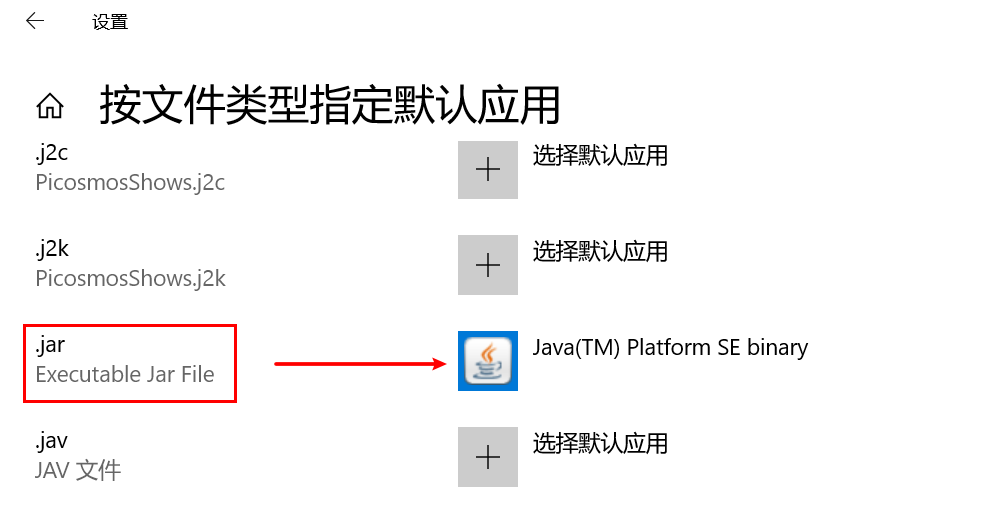 设置
按文件类型指定默认应用
.j2c
选择默认应用
PicosmosShows.j2c
.j2k
选择默认应用
PicosmosShows.j2k
.jar
Java(TM) Platform SE binary
Executable Jar File
.jav
选择默认应用
JAV 文件